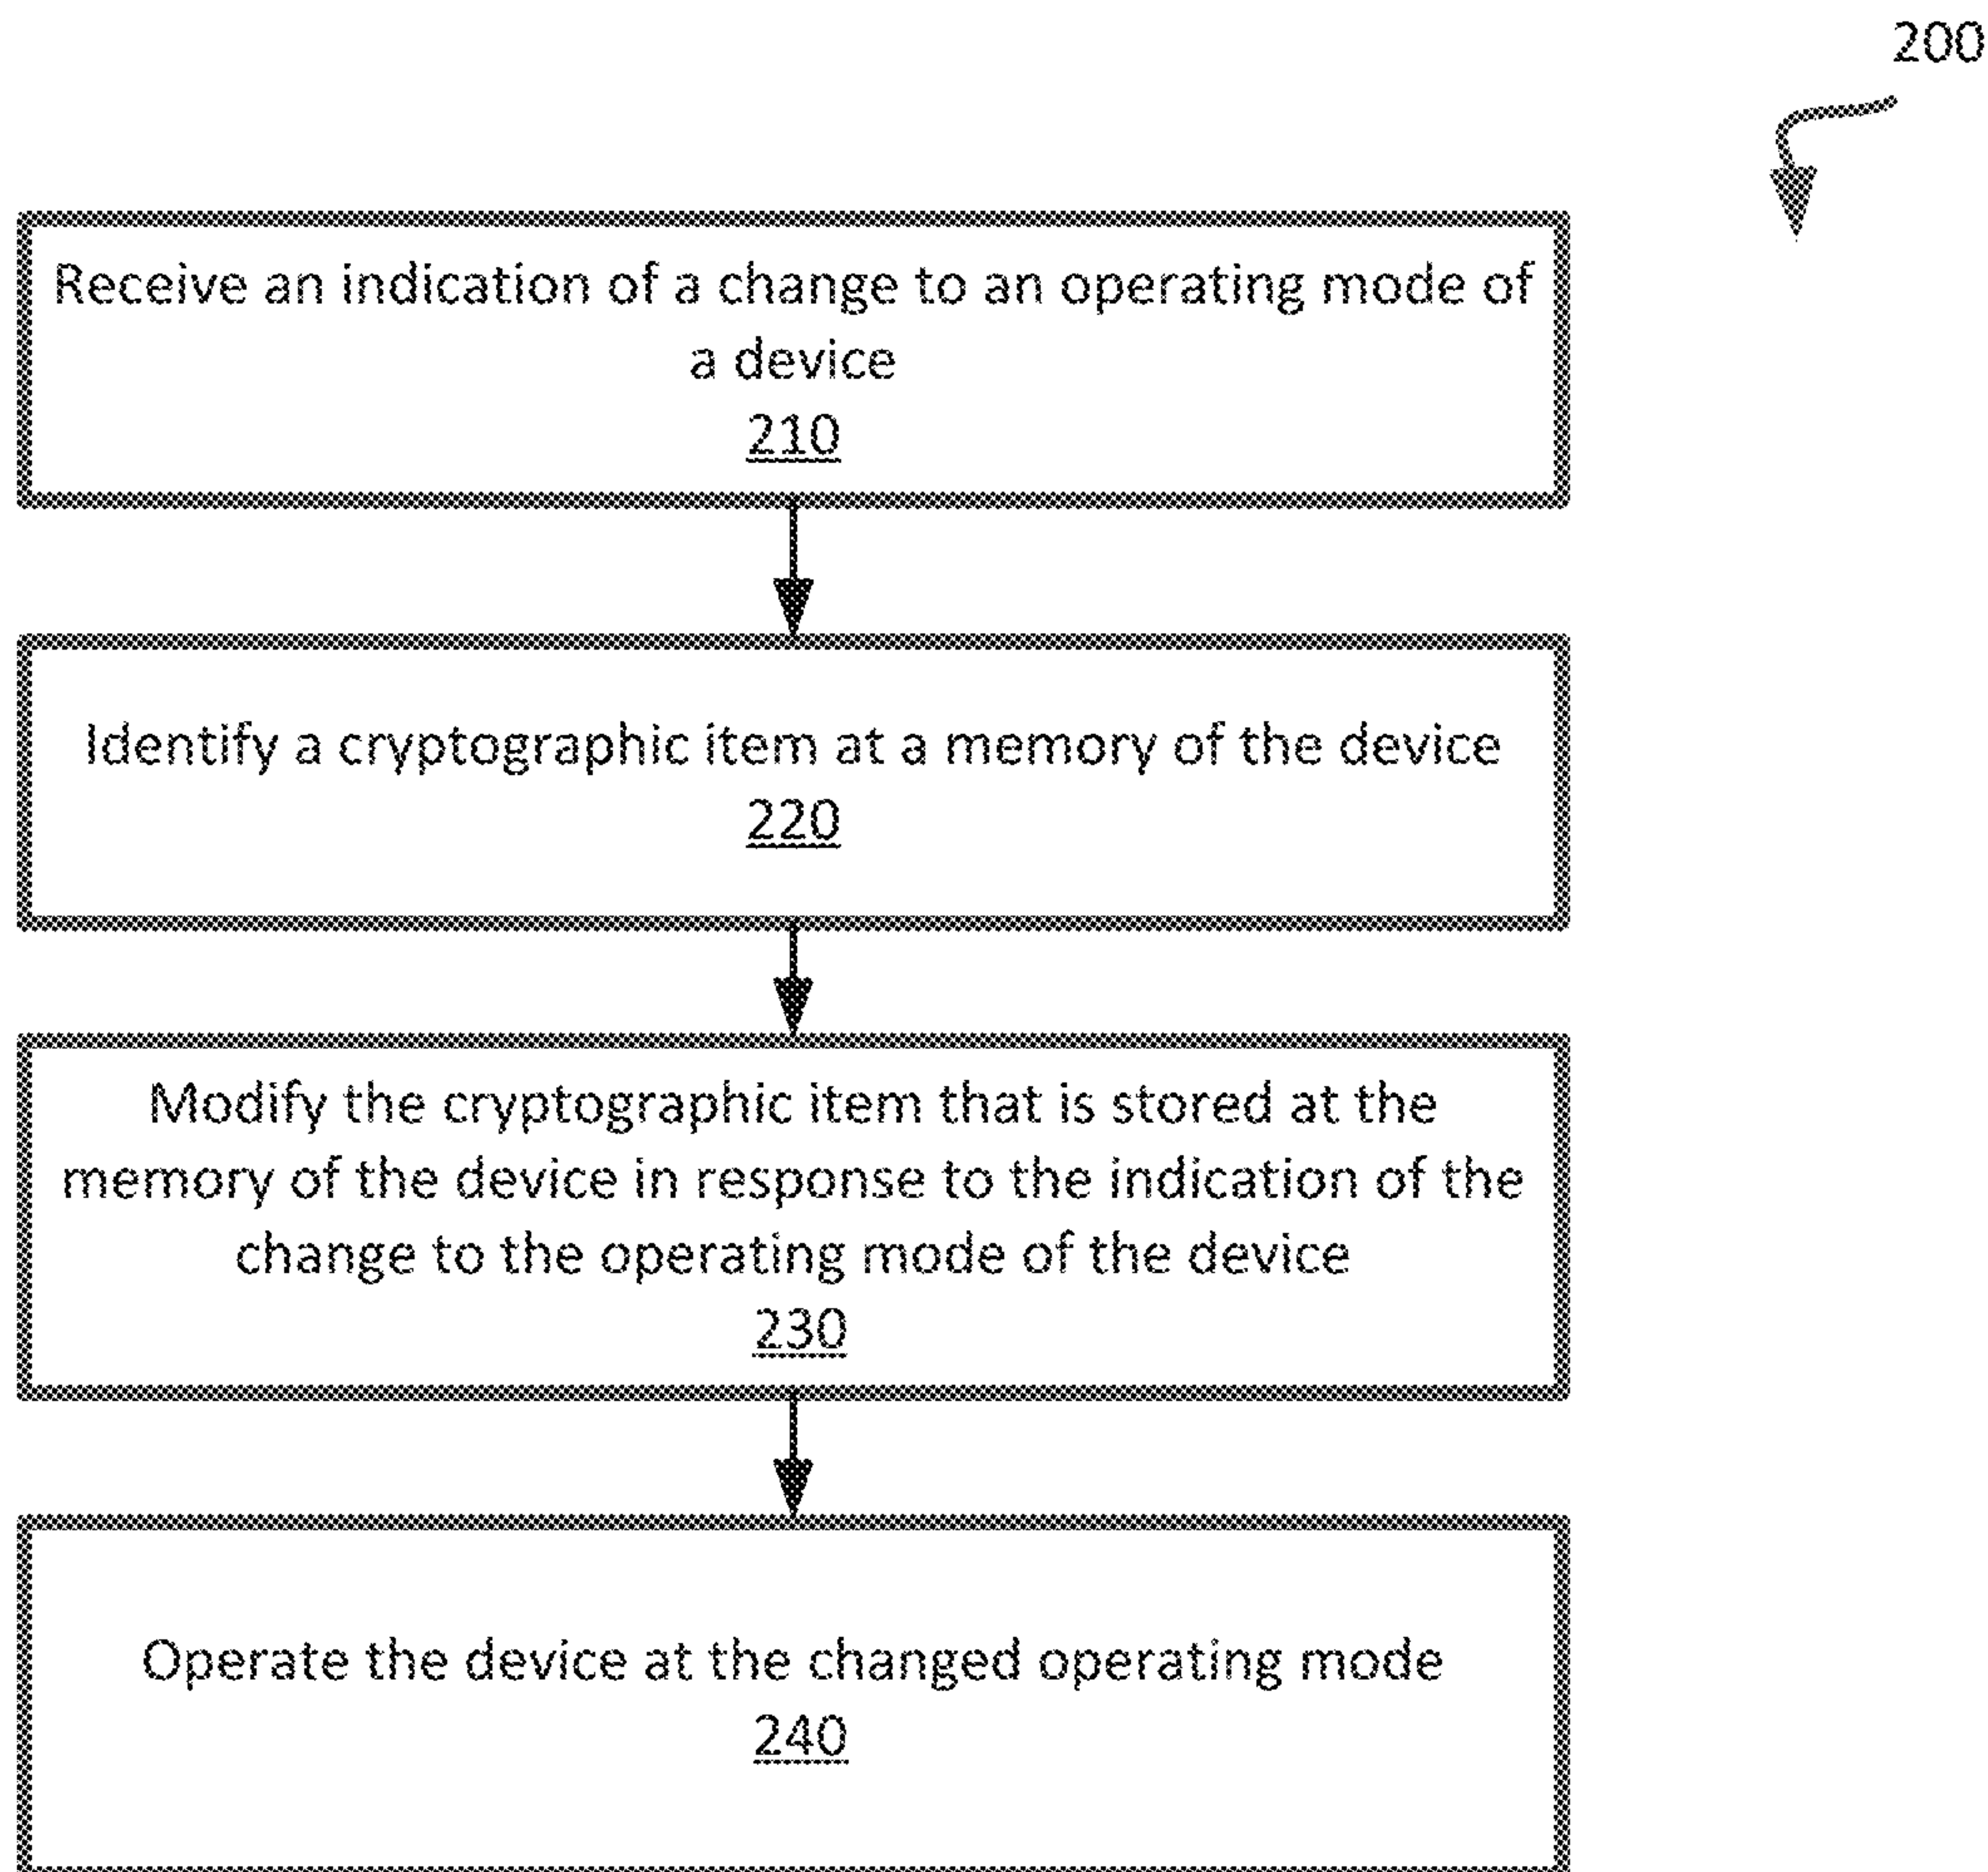 200
Receive an indication of a change to an operating mode of
a device
210
Identify a cryptographic item at a memory of the device
220
Modify the cryptographic item that is stored at the
memory of the device in response to the indication of the
change to the operating mode of the device
230
Operate the device at the changed operating mode
240